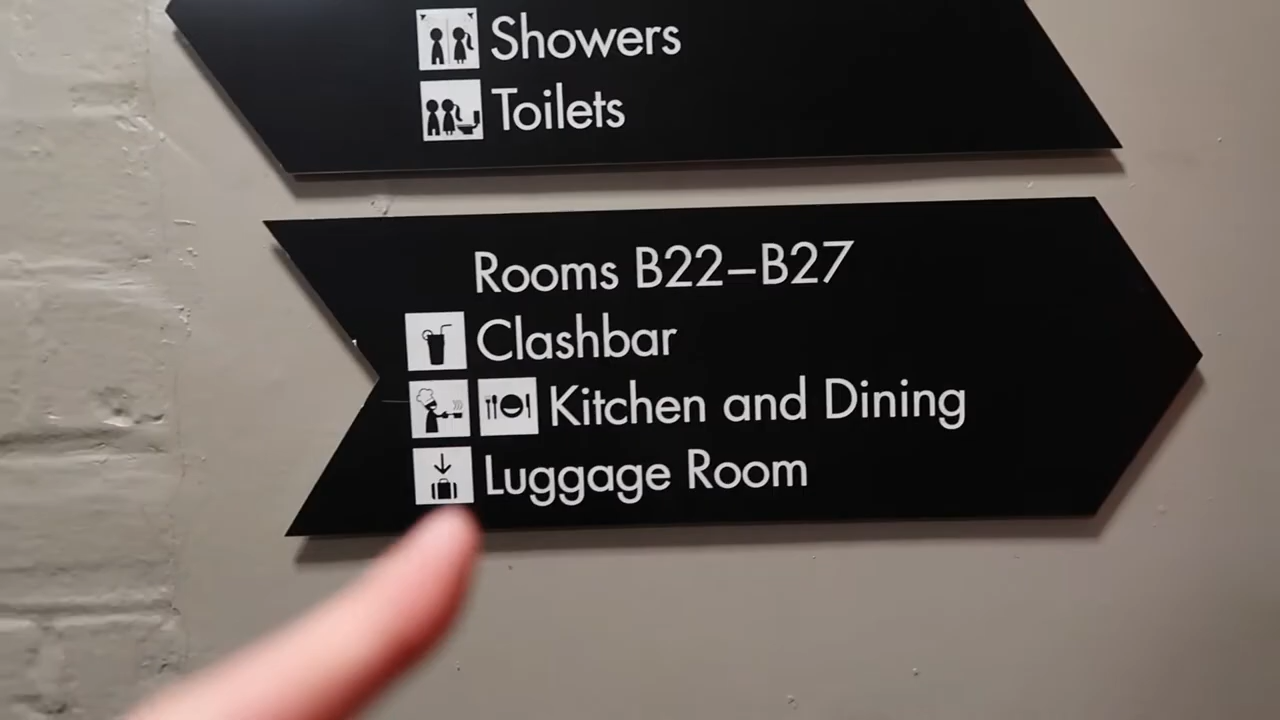 Showers
Toilets
Rooms B22–B27
Clashbar
Kitchen and Dining
Luggage Room